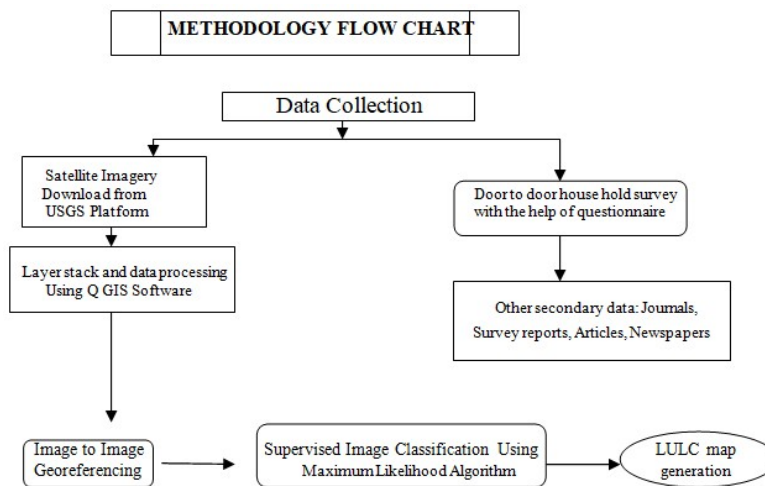 METHODOLOGY FLOW CHART
Data Collection
Satellite Imagery
Download from
USGS Platform
Door to door house hold survey
with the help of questionnaire
Layer stack and data processing
Using Q GIS Software
Other secondary data: Journals,
Survey reports, Articles, Newspapers
Image to Image
Georeferencing
Supervised Image Classification Using
Maximum Likelihood Algorithm
LULC map
generation